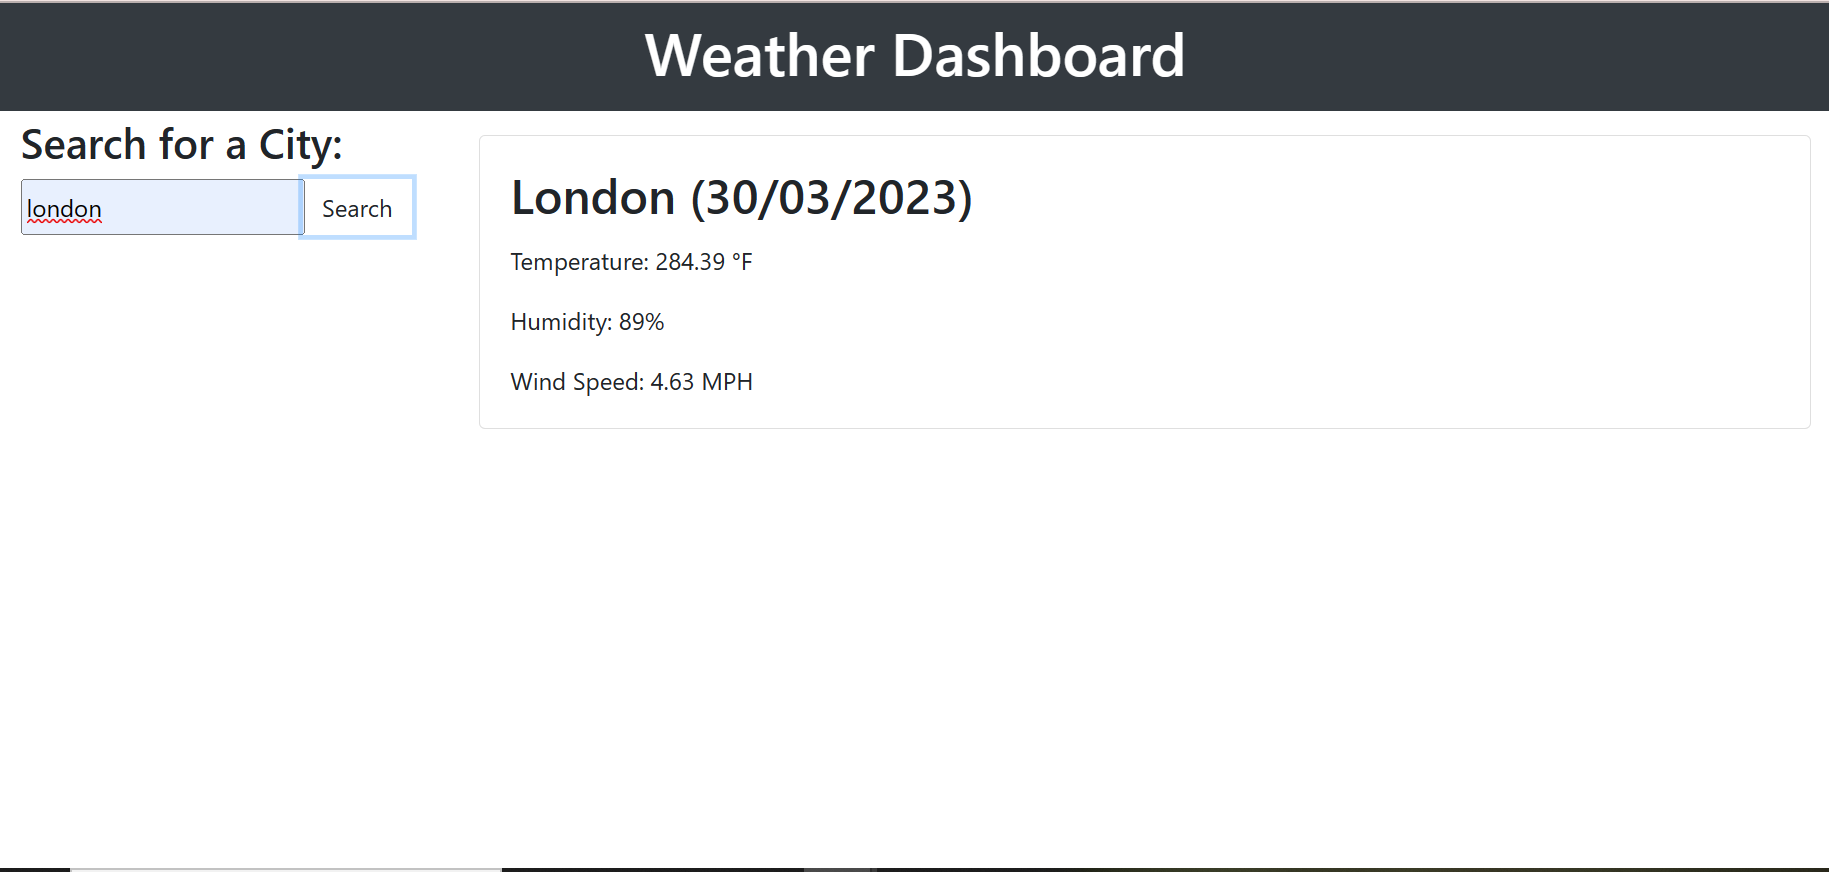 Weather Dashboard
Search for a City:
london
Search
London (30/03/2023)
Temperature: 284.39 °F
Humidity: 89%
Wind Speed: 4.63 MPH